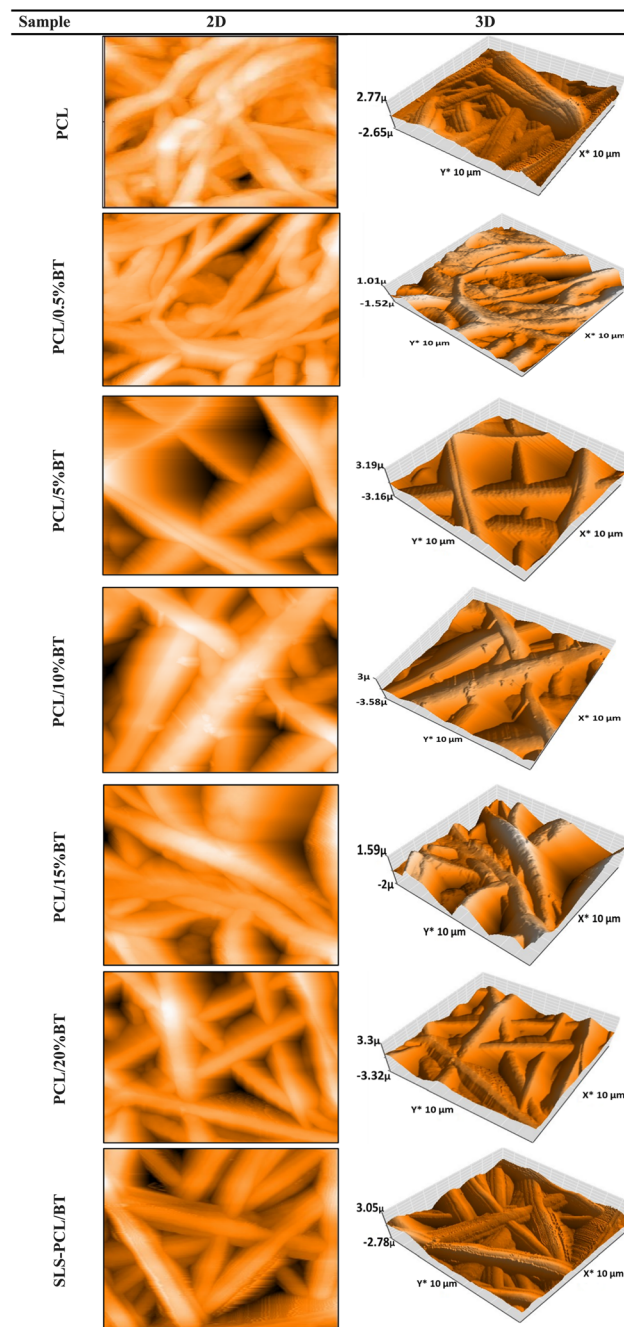 Sample 2D 3D
PCL
2.77μ
-2.65μ
Y* 10 μm
X* 10 μm
PCL/0.5%BT
1.01μ
-1.52μ
Y* 10 μm
X* 10 μm
PCL/5%BT
3.19μ
-3.16μ
Y* 10 μm
X* 10 μm
PCL/10%BT
3μ
-3.58μ
Y* 10 μm
X* 10 μm
PCL/15%BT
1.59μ
-2μ
Y* 10 μm
X* 10 μm
PCL/20%BT
3.3μ
-3.32μ
Y* 10 μm
X* 10 μm
SLS-PCL/BT
3.05μ
-2.78μ
Y* 10 μm
X* 10 μm